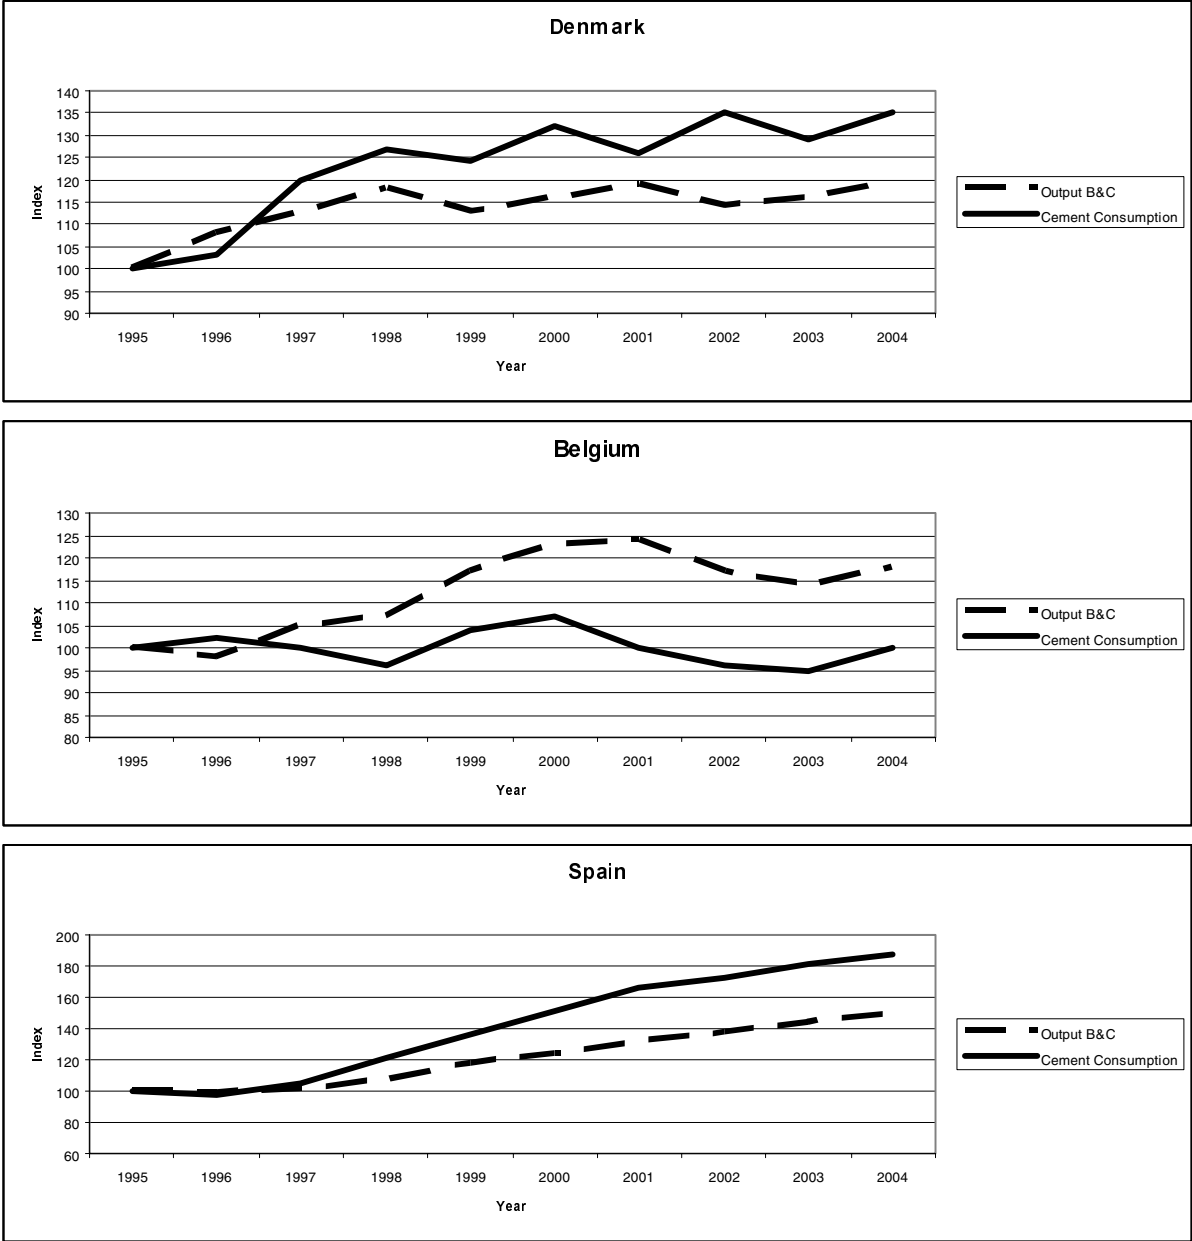 Denmark
140
135
130
125
120
115
110
105
100
95
90
Index
1995 1996 1997 1998 1999 2000 2001 2002 2003 2004
Year
Output B&C
Cement Consumption
Belgium
130
125
120
115
110
105
100
95
90
85
80
Index
1995 1996 1997 1998 1999 2000 2001 2002 2003 2004
Year
Output B&C
Cement Consumption
Spain
200
180
160
140
120
100
80
60
Index
1995 1996 1997 1998 1999 2000 2001 2002 2003 2004
Year
Output B&C
Cement Consumption